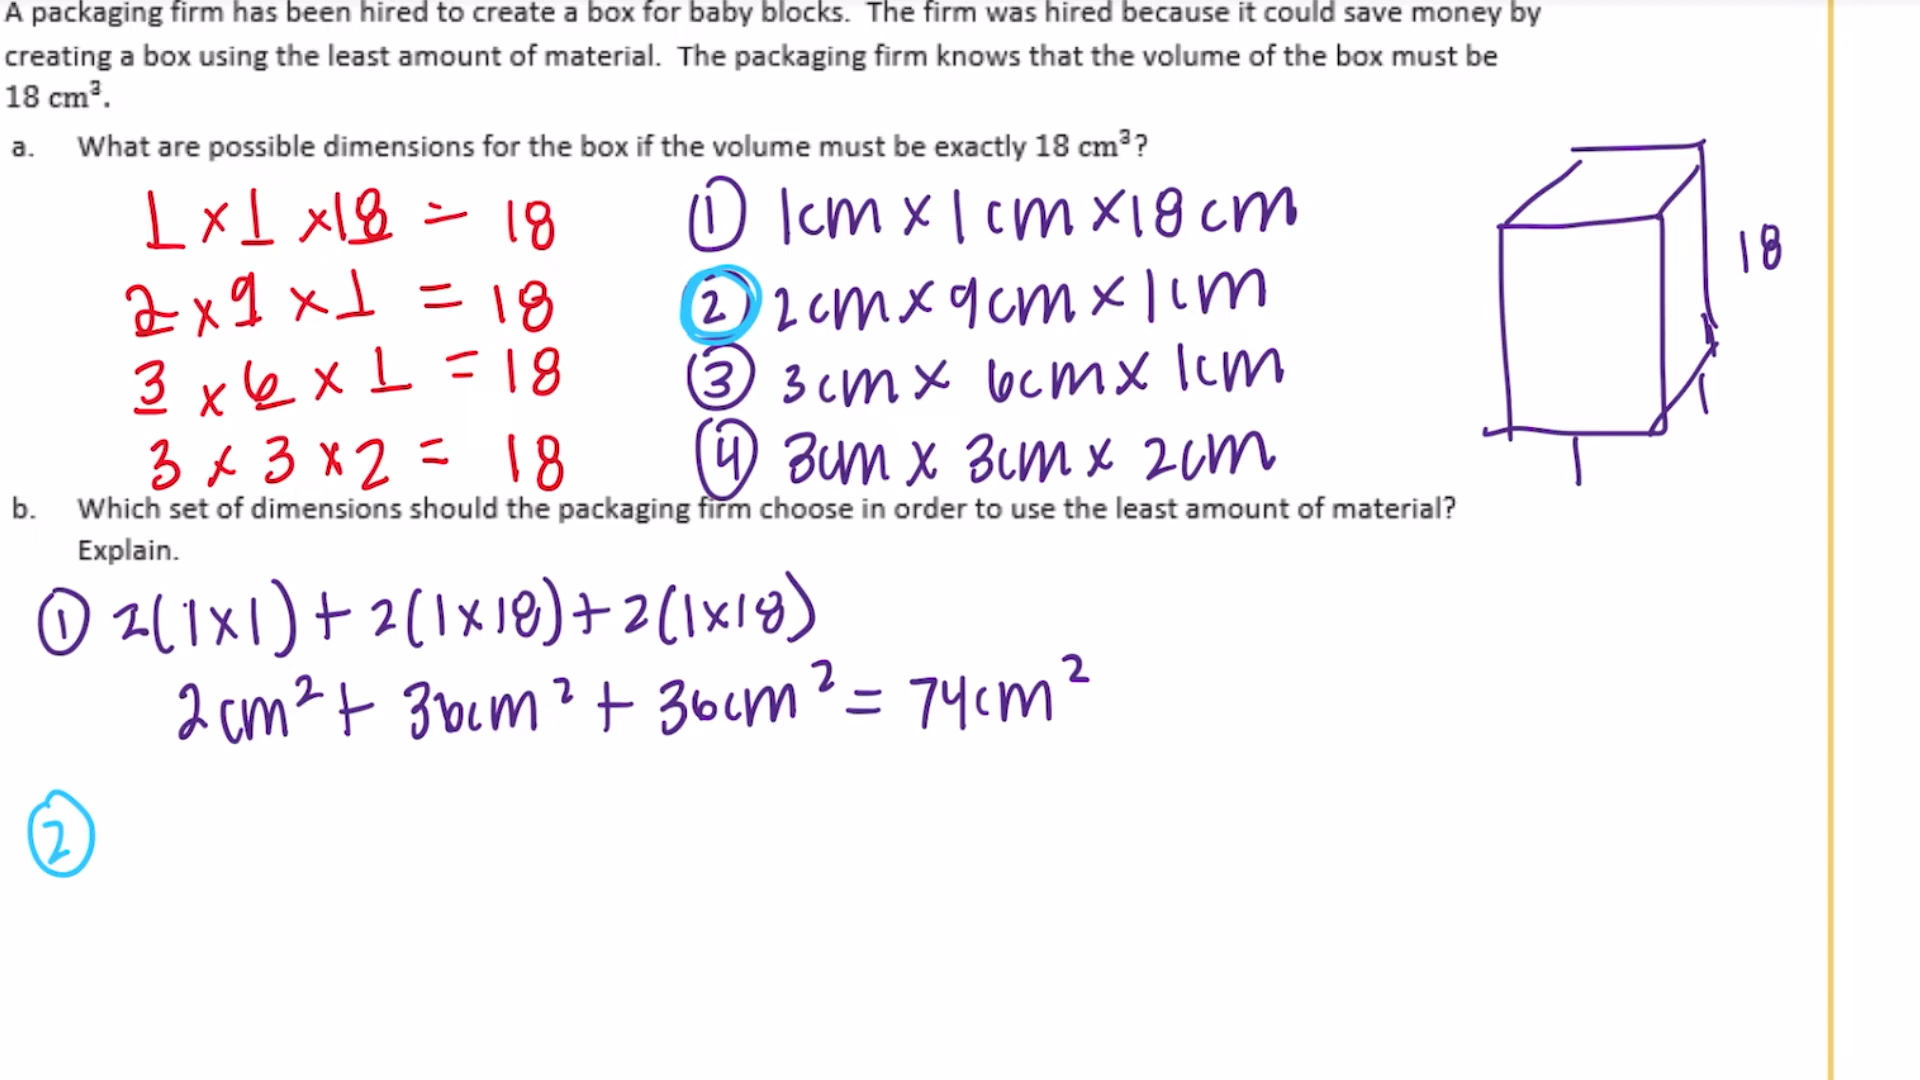 A packaging firm has been hired to create a box for baby blocks. The firm was hired because it could save money by
creating a box using the least amount of material. The packaging firm knows that the volume of the box must be
18 cm³.
a. What are possible dimensions for the box if the volume must be exactly 18 cm³?
1 x 1 x 18 = 18
2 x 9 x 1 = 18
3 x 6 x 1 = 18
3 x 3 x 2 = 18
① 1cm x 1cm x 18cm
② 2cm x 9cm x 1cm
③ 3cm x 6cm x 1cm
④ 3cm x 3cm x 2cm
18
1
1
b. Which set of dimensions should the packaging firm choose in order to use the least amount of material?
Explain.
① 2(1x1) + 2(1x18) + 2(1x18)
2cm² + 36cm² + 36cm² = 74cm²
②